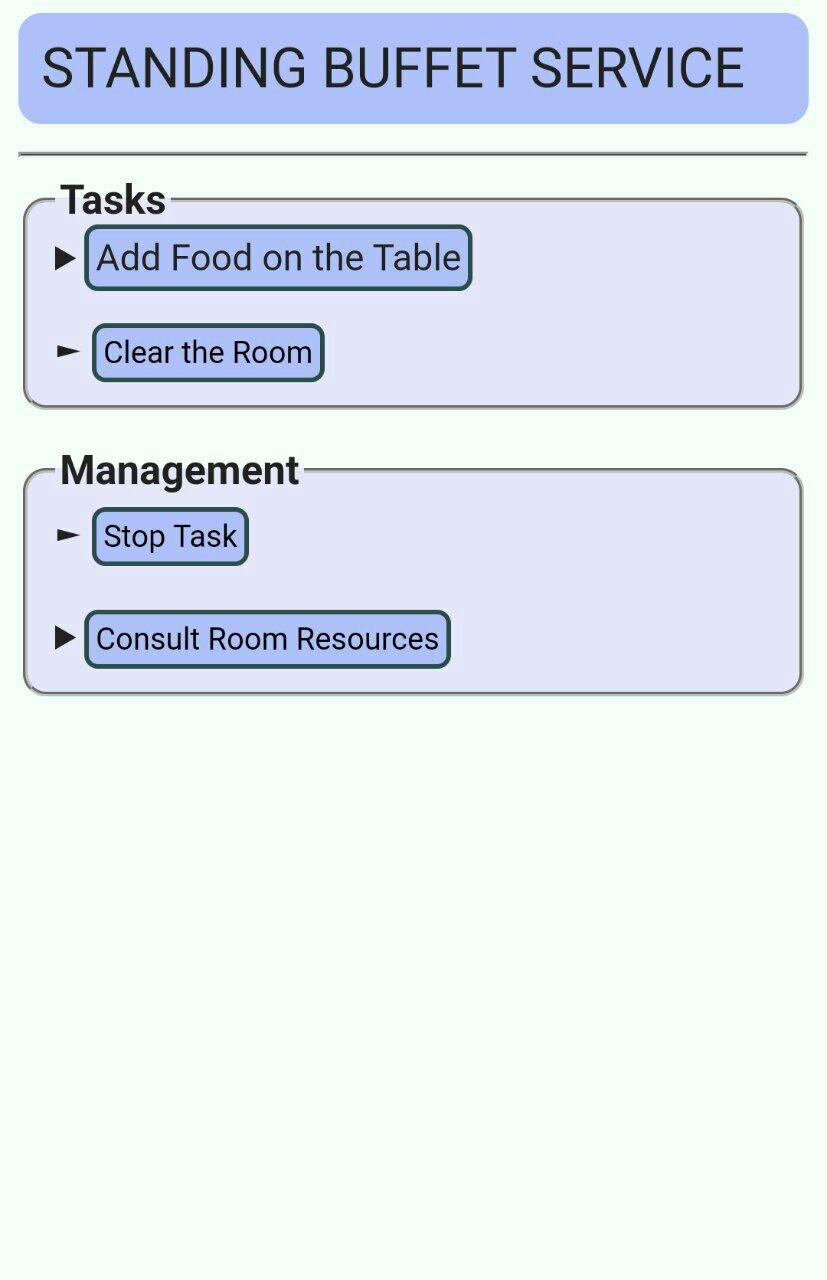 STANDING BUFFET SERVICE
Tasks
Add Food on the Table
Clear the Room
Management
Stop Task
Consult Room Resources